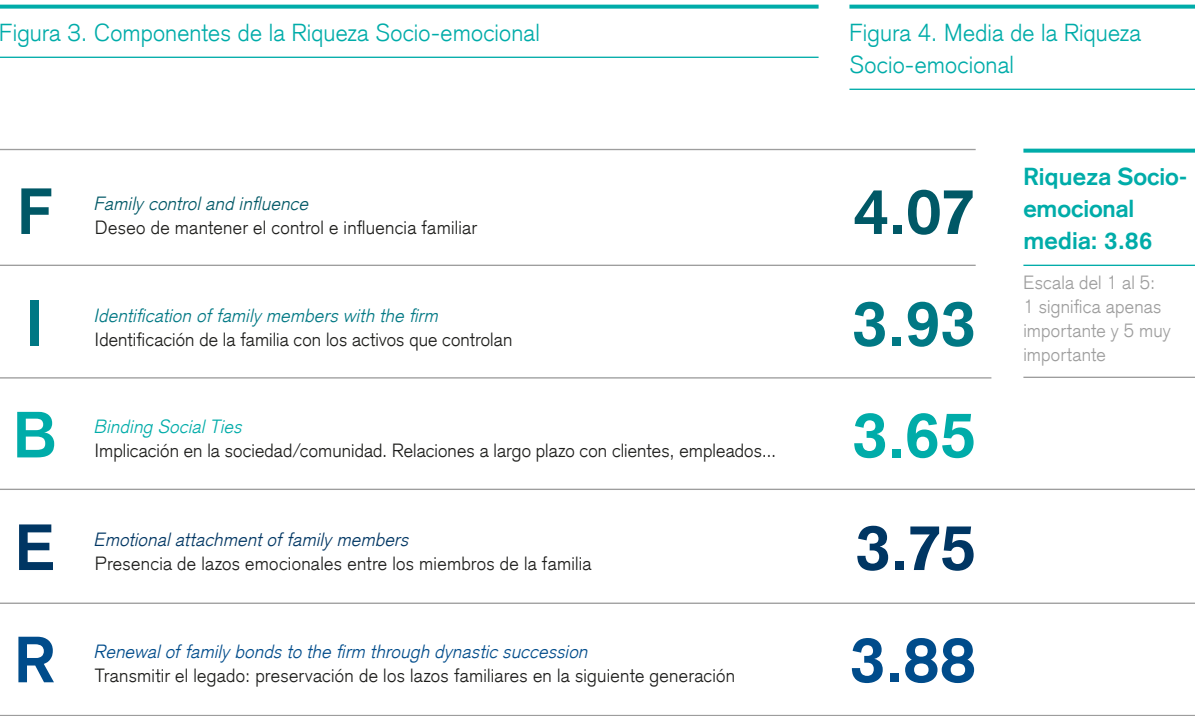 Figura 3. Componentes de la Riqueza Socio-emocional
Figura 4. Media de la Riqueza
Socio-emocional
F
Family control and influence
Deseo de mantener el control e influencia familiar
4.07
I
Identification of family members with the firm
Identificación de la familia con los activos que controlan
3.93
B
Binding Social Ties
Implicación en la sociedad/comunidad. Relaciones a largo plazo con clientes, empleados...
3.65
E
Emotional attachment of family members
Presencia de lazos emocionales entre los miembros de la familia
3.75
R
Renewal of family bonds to the firm through dynastic succession
Transmitir el legado: preservación de los lazos familiares en la siguiente generación
3.88
Riqueza Socio-
emocional
media: 3.86
Escala del 1 al 5:
1 significa apenas
importante y 5 muy
importante